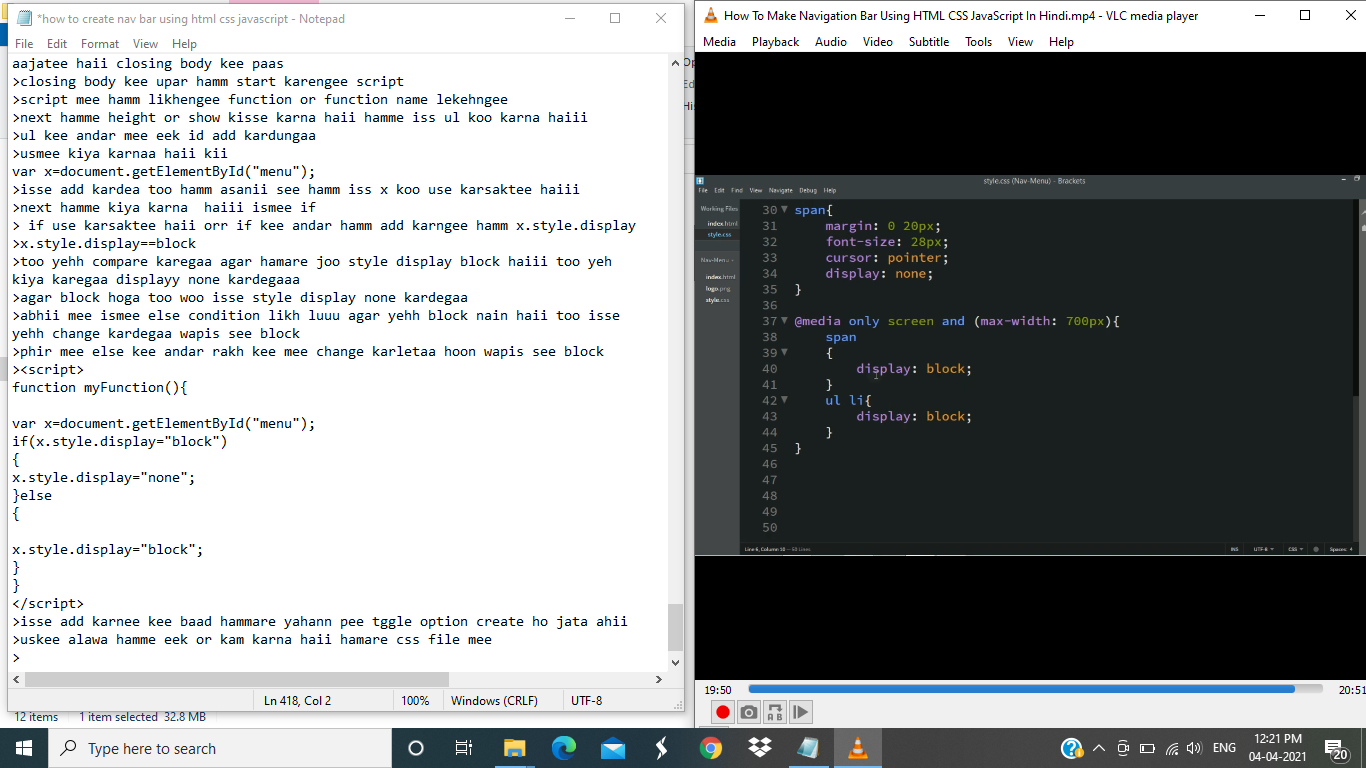 *how to create nav bar using html css javascript - Notepad
File Edit Format View Help
aajatee haii closing body kee paas
>closing body kee upar hamm start karengee script
>script mee hamm likhengee function or function name lekehngee
>next hamme height or show kisse karna haii hamme iss ul koo karna haiii
>ul kee andar mee eek id add kardungaa
>usmee kiya karnaa haii kii
var x=document.getElementById("menu");
>isse add kardea too hamm asanii see hamm iss x koo use karsaktee haiii
>next hamme kiya karna  haiii ismee if
> if use karsaktee haii orr if kee andar hamm add karngee hamm x.style.display
>x.style.display==block
>too yehh compare karegaa agar hamare joo style display block haiii too yeh
kiya karegaa displayy none kardegaaa
>agar block hoga too woo isse style display none kardegaa
>abhii mee ismee else condition likh luuu agar yehh block nain haii too isse
yehh change kardegaa wapis see block
>phir mee else kee andar rakh kee mee change karletaa hoon wapis see block
><script>
function myFunction(){
var x=document.getElementById("menu");
if(x.style.display="block")
{
x.style.display="none";
}else
{
x.style.display="block";
}
}
</script>
>isse add karnee kee baad hammare yahann pee tggle option create ho jata ahii
>uskee alawa hamme eek or kam karna haii hamare css file mee
>
Ln 418, Col 2 100% Windows (CRLF) UTF-8
12 items 1 item selected 32.8 MB
How To Make Navigation Bar Using HTML CSS JavaScript In Hindi.mp4 - VLC media player
Media Playback Audio Video Subtitle Tools View Help
style.css (Nav-Menu) - Brackets
File Edit Find View Navigate Debug Help
Working Files
index.html
style.css
Nav-Menu
index.html
logo.png
style.css
30 span{
31 margin: 0 20px;
32 font-size: 28px;
33 cursor: pointer;
34 display: none;
35 }
36
37 @media only screen and (max-width: 700px){
38 span
39 {
40 display: block;
41 }
42 ul li{
43 display: block;
44 }
45 }
46
47
48
49
50
Line 6, Column 10 — 50 Lines
INS UTF-8 CSS Spaces: 4
19:50 20:51
Type here to search
ENG 12:21 PM
04-04-2021
20